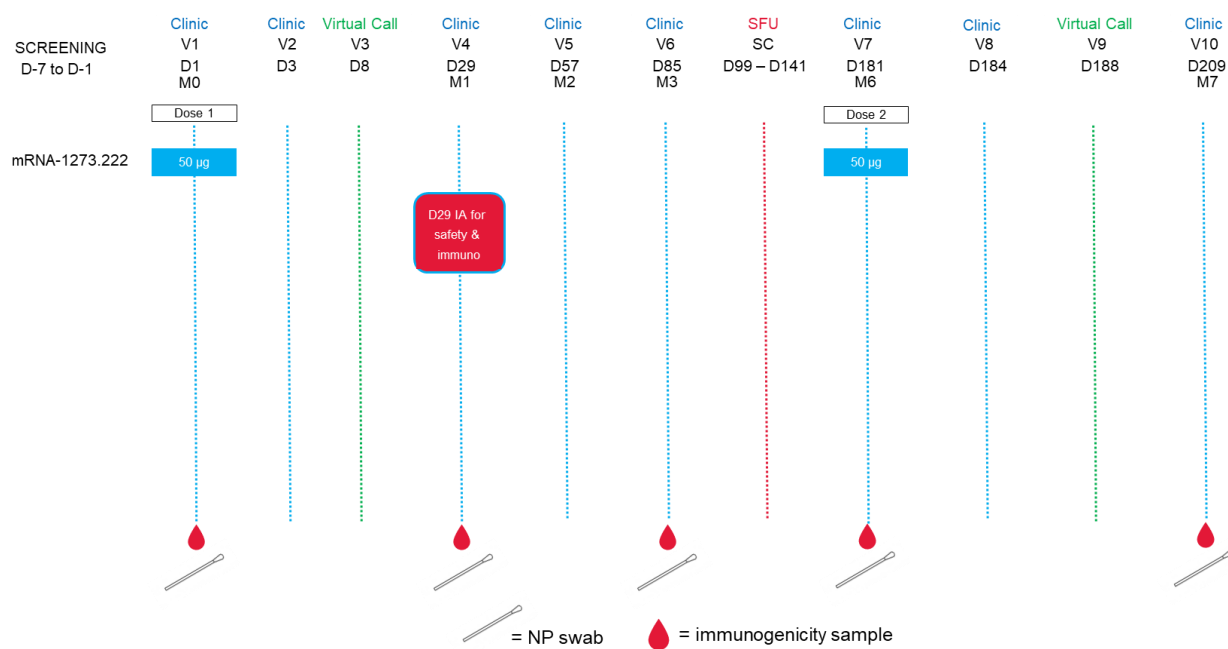 Clinic Clinic Virtual Call Clinic Clinic Clinic SFU Clinic Clinic Virtual Call Clinic
SCREENING V1 V2 V3 V4 V5 V6 SC V7 V8 V9 V10
D-7 to D-1 D1 D3 D8 D29 D57 D85 D99 – D141 D181 D184 D188 D209
M0 M1 M2 M3 M6 M7
Dose 1 Dose 2
mRNA-1273.222 50 µg 50 µg
D29 IA for
safety &
immuno
= NP swab = immunogenicity sample